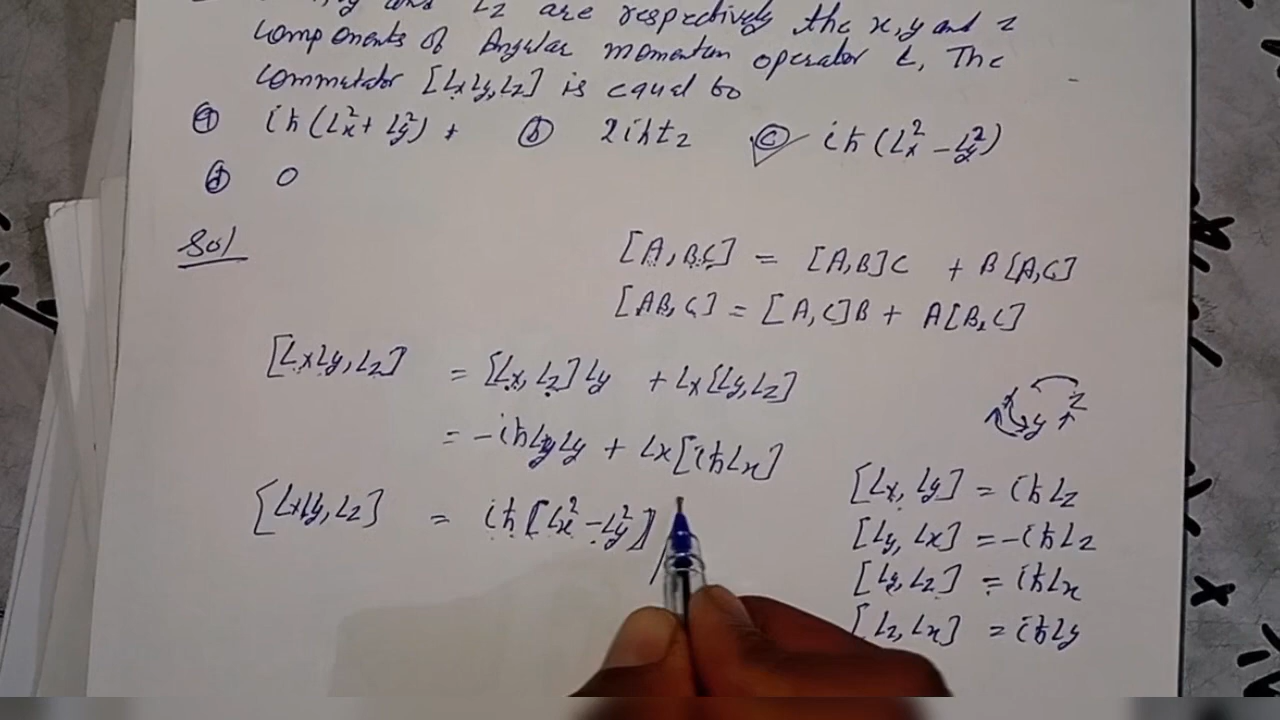 and Lz are respectively the x, y and z
components of Angular momentum operator L, The
commutator [LxLy, Lz] is equal to
ⓐ iħ(Lx² + Ly²) ⓑ 2iħLz ⓒ iħ(Lx² - Ly²)
ⓓ 0
Sol
[A, BC] = [A,B]C + B[A,C]
[AB, C] = [A, C]B + A[B,C]
[LxLy, Lz] = [Lx, Lz]Ly + Lx[Ly, Lz]
= -iħLyLy + Lx[iħLx]
[LxLy, Lz] = iħ[Lx² - Ly²]
x y z
[Lx, Ly] = iħLz
[Ly, Lx] = -iħLz
[Ly, Lz] = iħLx
[Lz, Lx] = iħLy